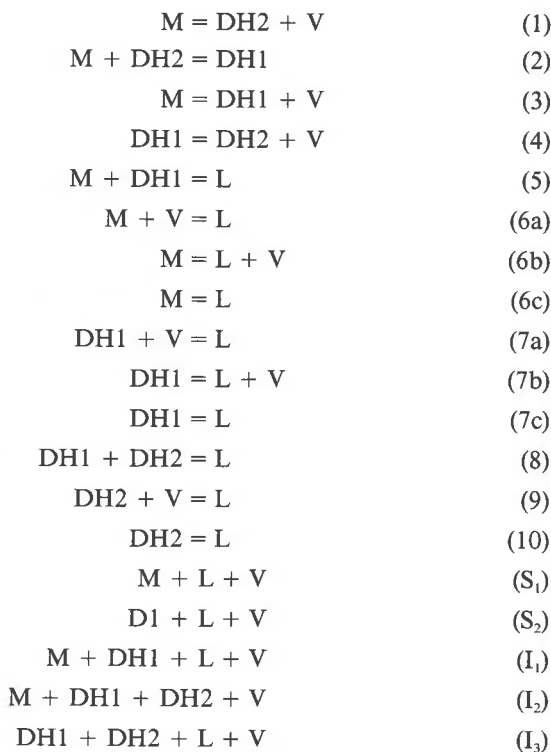 M = DH2 + V (1)
M + DH2 = DH1 (2)
M = DH1 + V (3)
DH1 = DH2 + V (4)
M + DH1 = L (5)
M + V = L (6a)
M = L + V (6b)
M = L (6c)
DH1 + V = L (7a)
DH1 = L + V (7b)
DH1 = L (7c)
DH1 + DH2 = L (8)
DH2 + V = L (9)
DH2 = L (10)
M + L + V (S₁)
D1 + L + V (S₂)
M + DH1 + L + V (I₁)
M + DH1 + DH2 + V (I₂)
DH1 + DH2 + L + V (I₃)